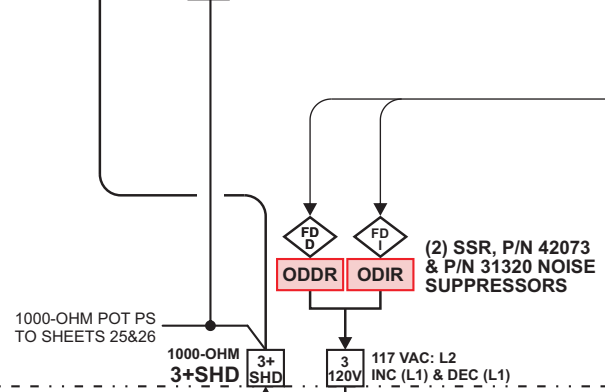 FD
D
FD
I
ODDR
ODIR
(2) SSR, P/N 42073
& P/N 31320 NOISE
SUPPRESSORS
1000-OHM POT PS
TO SHEETS 25&26
1000-OHM
3+SHD
3+
SHD
3
120V
117 VAC: L2
INC (L1) & DEC (L1)